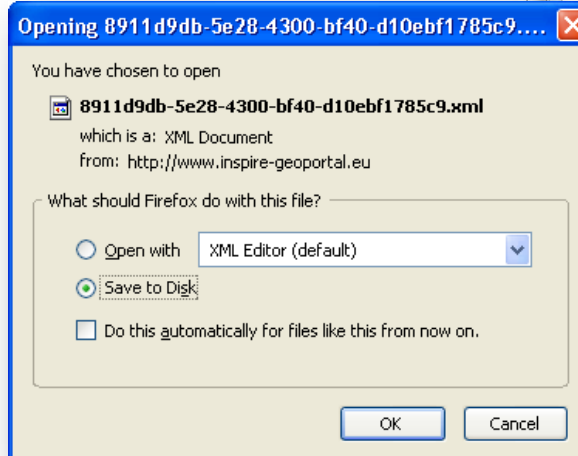 Opening 8911d9db-5e28-4300-bf40-d10ebf1785c9....
You have chosen to open
8911d9db-5e28-4300-bf40-d10ebf1785c9.xml
which is a: XML Document
from: http://www.inspire-geoportal.eu
What should Firefox do with this file?
Open with XML Editor (default)
Save to Disk
Do this automatically for files like this from now on.
OK Cancel